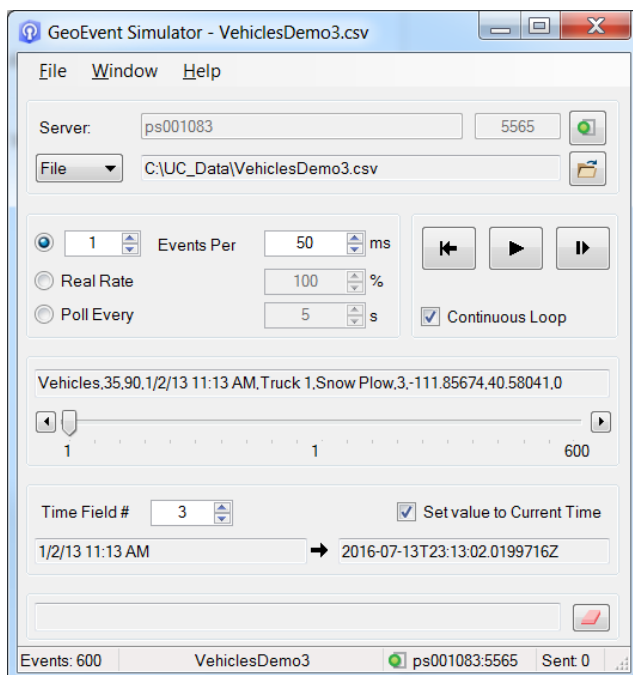 GeoEvent Simulator - VehiclesDemo3.csv
File Window Help
Server: ps001083 5565
File C:\UC_Data\VehiclesDemo3.csv
1 Events Per 50 ms
Real Rate 100 %
Poll Every 5 s
Continuous Loop
Vehicles,35,90,1/2/13 11:13 AM,Truck 1,Snow Plow,3,-111.85674,40.58041,0
1 1 600
Time Field # 3 Set value to Current Time
1/2/13 11:13 AM 2016-07-13T23:13:02.0199716Z
Events: 600 VehiclesDemo3 ps001083:5565 Sent: 0